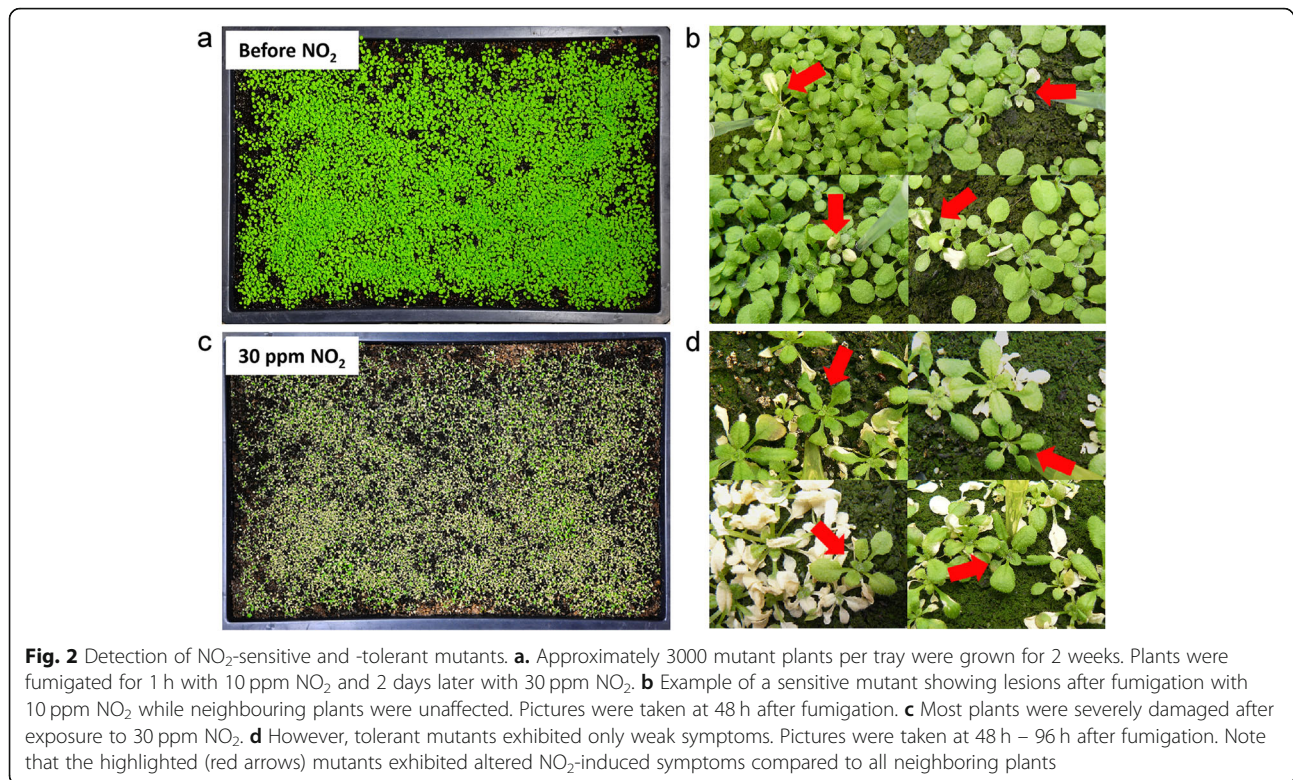 a
Before NO₂
b
c
30 ppm NO₂
d
Fig. 2 Detection of NO₂-sensitive and -tolerant mutants. a. Approximately 3000 mutant plants per tray were grown for 2 weeks. Plants were
fumigated for 1 h with 10 ppm NO₂ and 2 days later with 30 ppm NO₂. b Example of a sensitive mutant showing lesions after fumigation with
10 ppm NO₂ while neighbouring plants were unaffected. Pictures were taken at 48 h after fumigation. c Most plants were severely damaged after
exposure to 30 ppm NO₂. d However, tolerant mutants exhibited only weak symptoms. Pictures were taken at 48 h – 96 h after fumigation. Note
that the highlighted (red arrows) mutants exhibited altered NO₂-induced symptoms compared to all neighboring plants